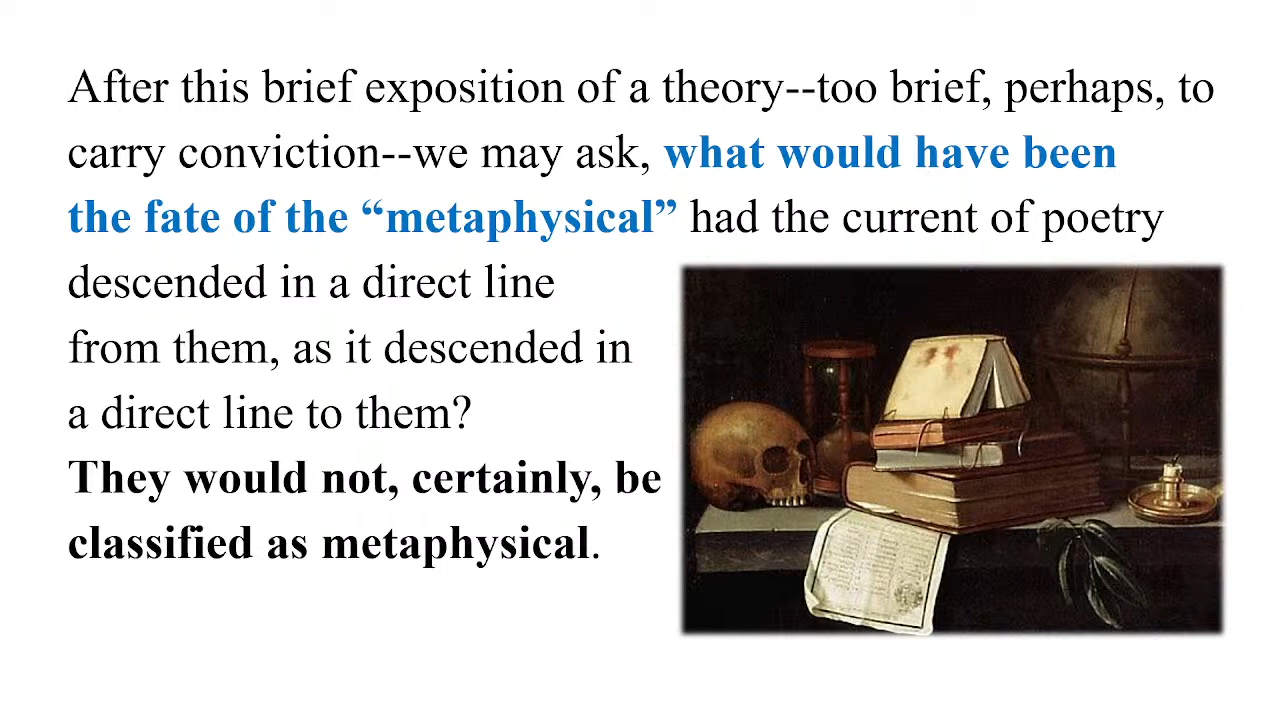 After this brief exposition of a theory--too brief, perhaps, to
carry conviction--we may ask, what would have been
the fate of the “metaphysical” had the current of poetry
descended in a direct line
from them, as it descended in
a direct line to them?
They would not, certainly, be
classified as metaphysical.